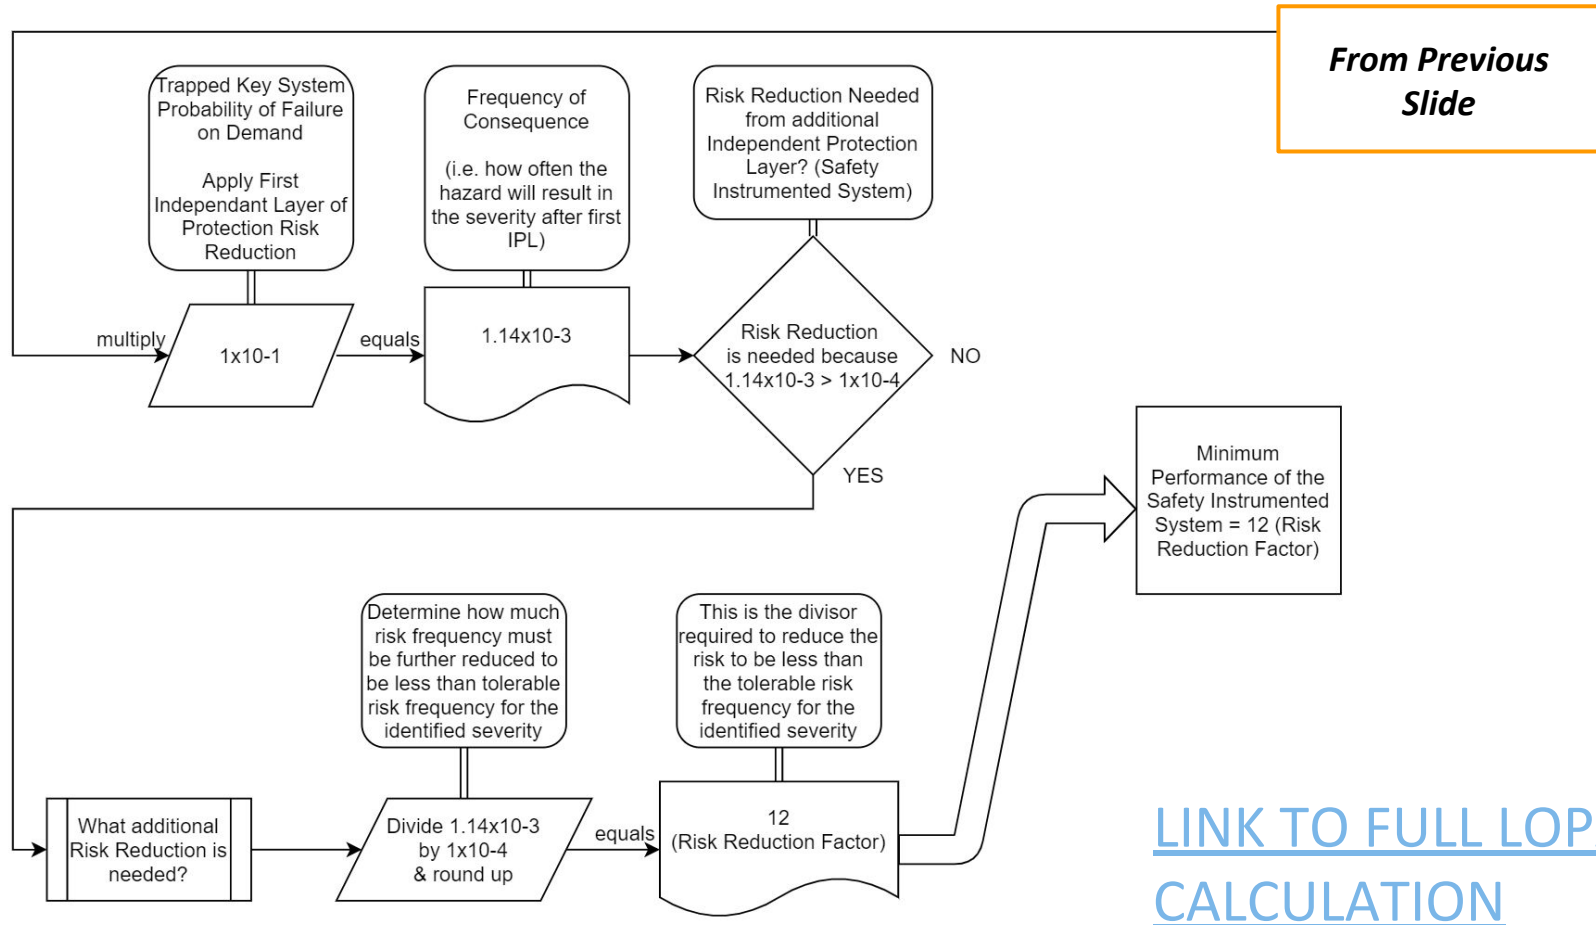 From Previous
Slide
Trapped Key System
Probability of Failure
on Demand
Apply First
Independant Layer of
Protection Risk
Reduction
Frequency of
Consequence
(i.e. how often the
hazard will result in
the severity after first
IPL)
Risk Reduction Needed
from additional
Independent Protection
Layer? (Safety
Instrumented System)
multiply
1x10-1
equals
1.14x10-3
Risk Reduction
is needed because
1.14x10-3 > 1x10-4
NO
YES
Minimum
Performance of the
Safety Instrumented
System = 12 (Risk
Reduction Factor)
Determine how much
risk frequency must
be further reduced to
be less than tolerable
risk frequency for the
identified severity
This is the divisor
required to reduce the
risk to be less than
the tolerable risk
frequency for the
identified severity
What additional
Risk Reduction is
needed?
Divide 1.14x10-3
by 1x10-4
& round up
equals
12
(Risk Reduction Factor)
LINK TO FULL LOP
CALCULATION